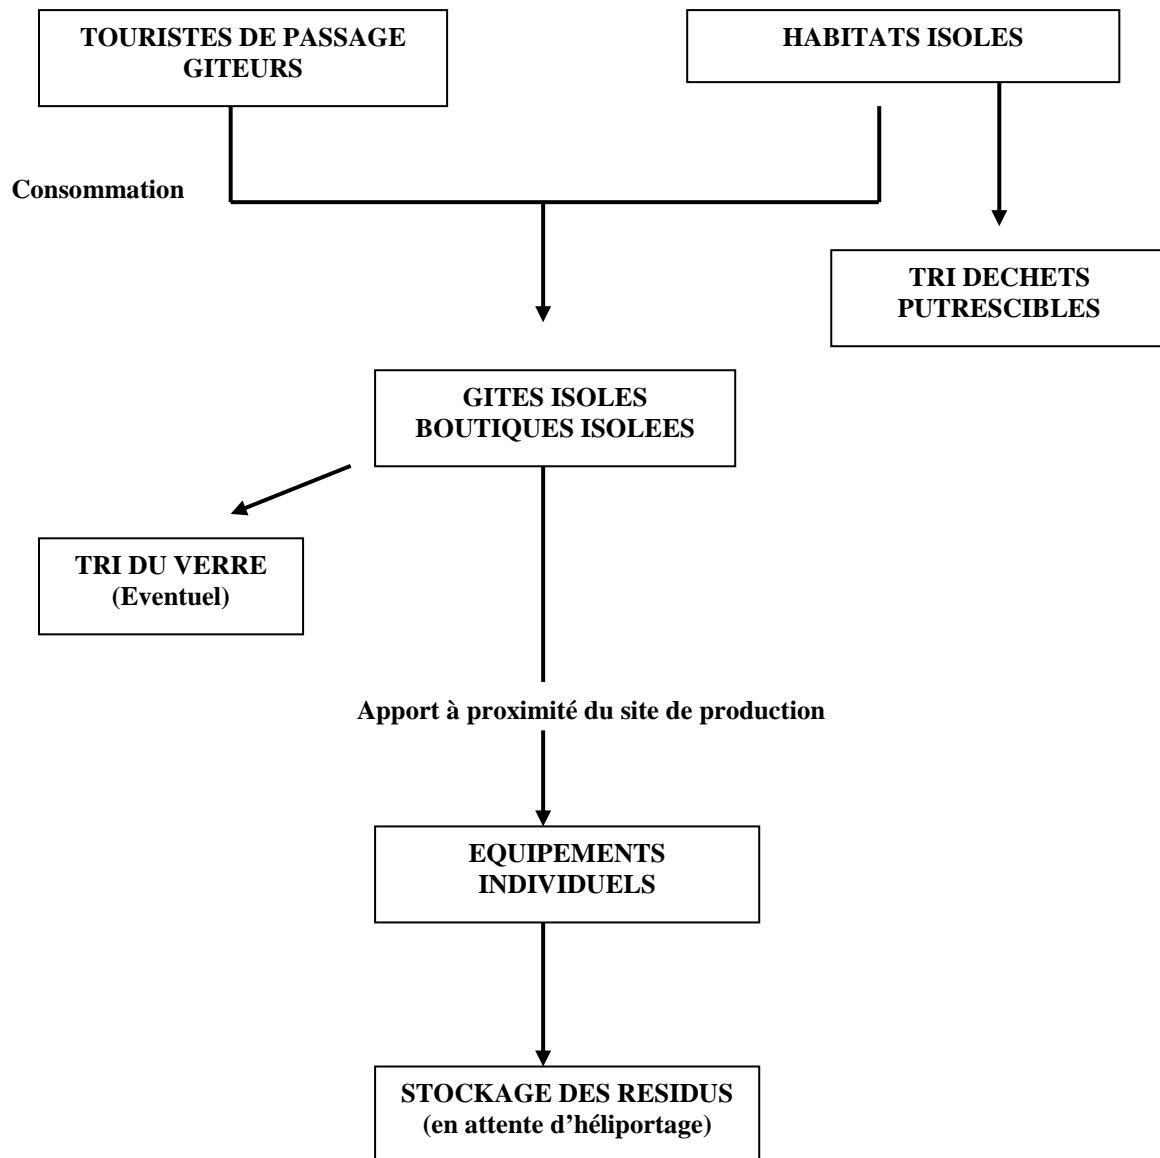 TOURISTES DE PASSAGE
GITEURS
HABITATS ISOLES
Consommation
TRI DECHETS
PUTRESCIBLES
GITES ISOLES
BOUTIQUES ISOLEES
TRI DU VERRE
(Eventuel)
Apport à proximité du site de production
EQUIPEMENTS
INDIVIDUELS
STOCKAGE DES RESIDUS
(en attente d’héliportage)